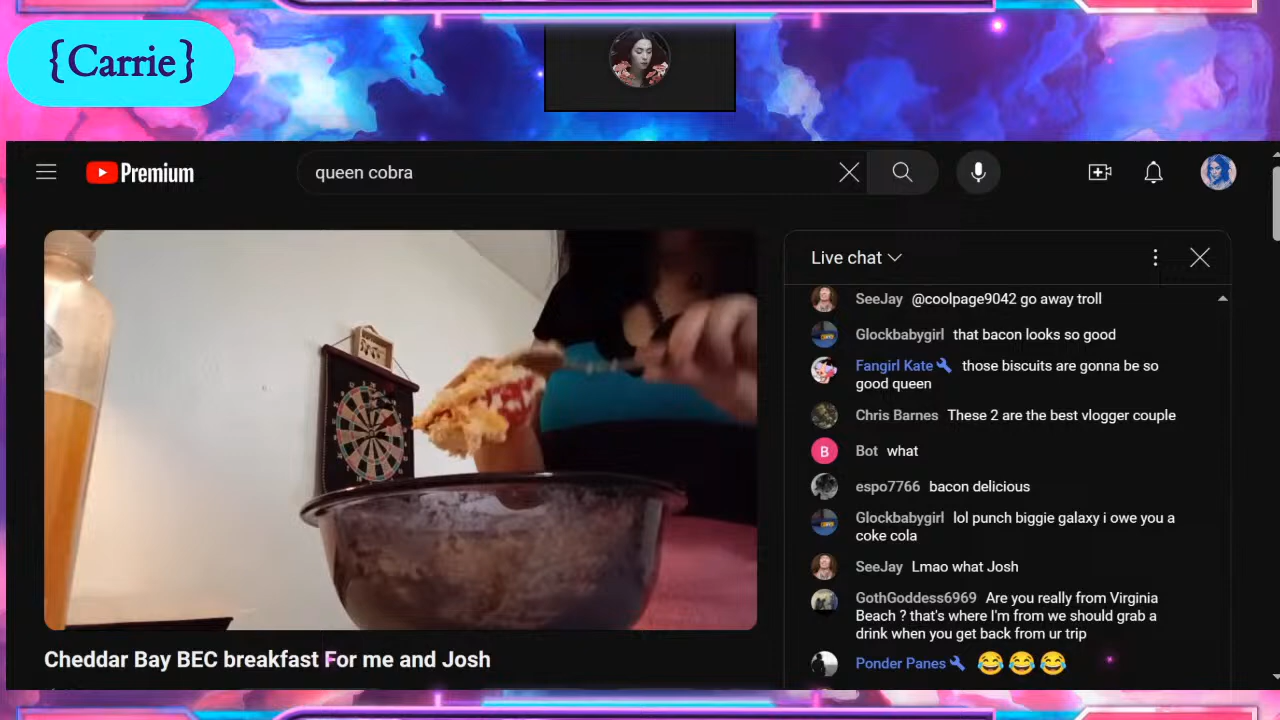 {Carrie}
Premium
queen cobra
Live chat
SeeJay @coolpage9042 go away troll
Glockbabygirl that bacon looks so good
Fangirl Kate those biscuits are gonna be so
good queen
Chris Barnes These 2 are the best vlogger couple
B Bot what
espo7766 bacon delicious
Glockbabygirl lol punch biggie galaxy i owe you a
coke cola
SeeJay Lmao what Josh
GothGoddess6969 Are you really from Virginia
Beach ? that's where I'm from we should grab a
drink when you get back from ur trip
Ponder Panes 😂😂😂
Cheddar Bay BEC breakfast For me and Josh